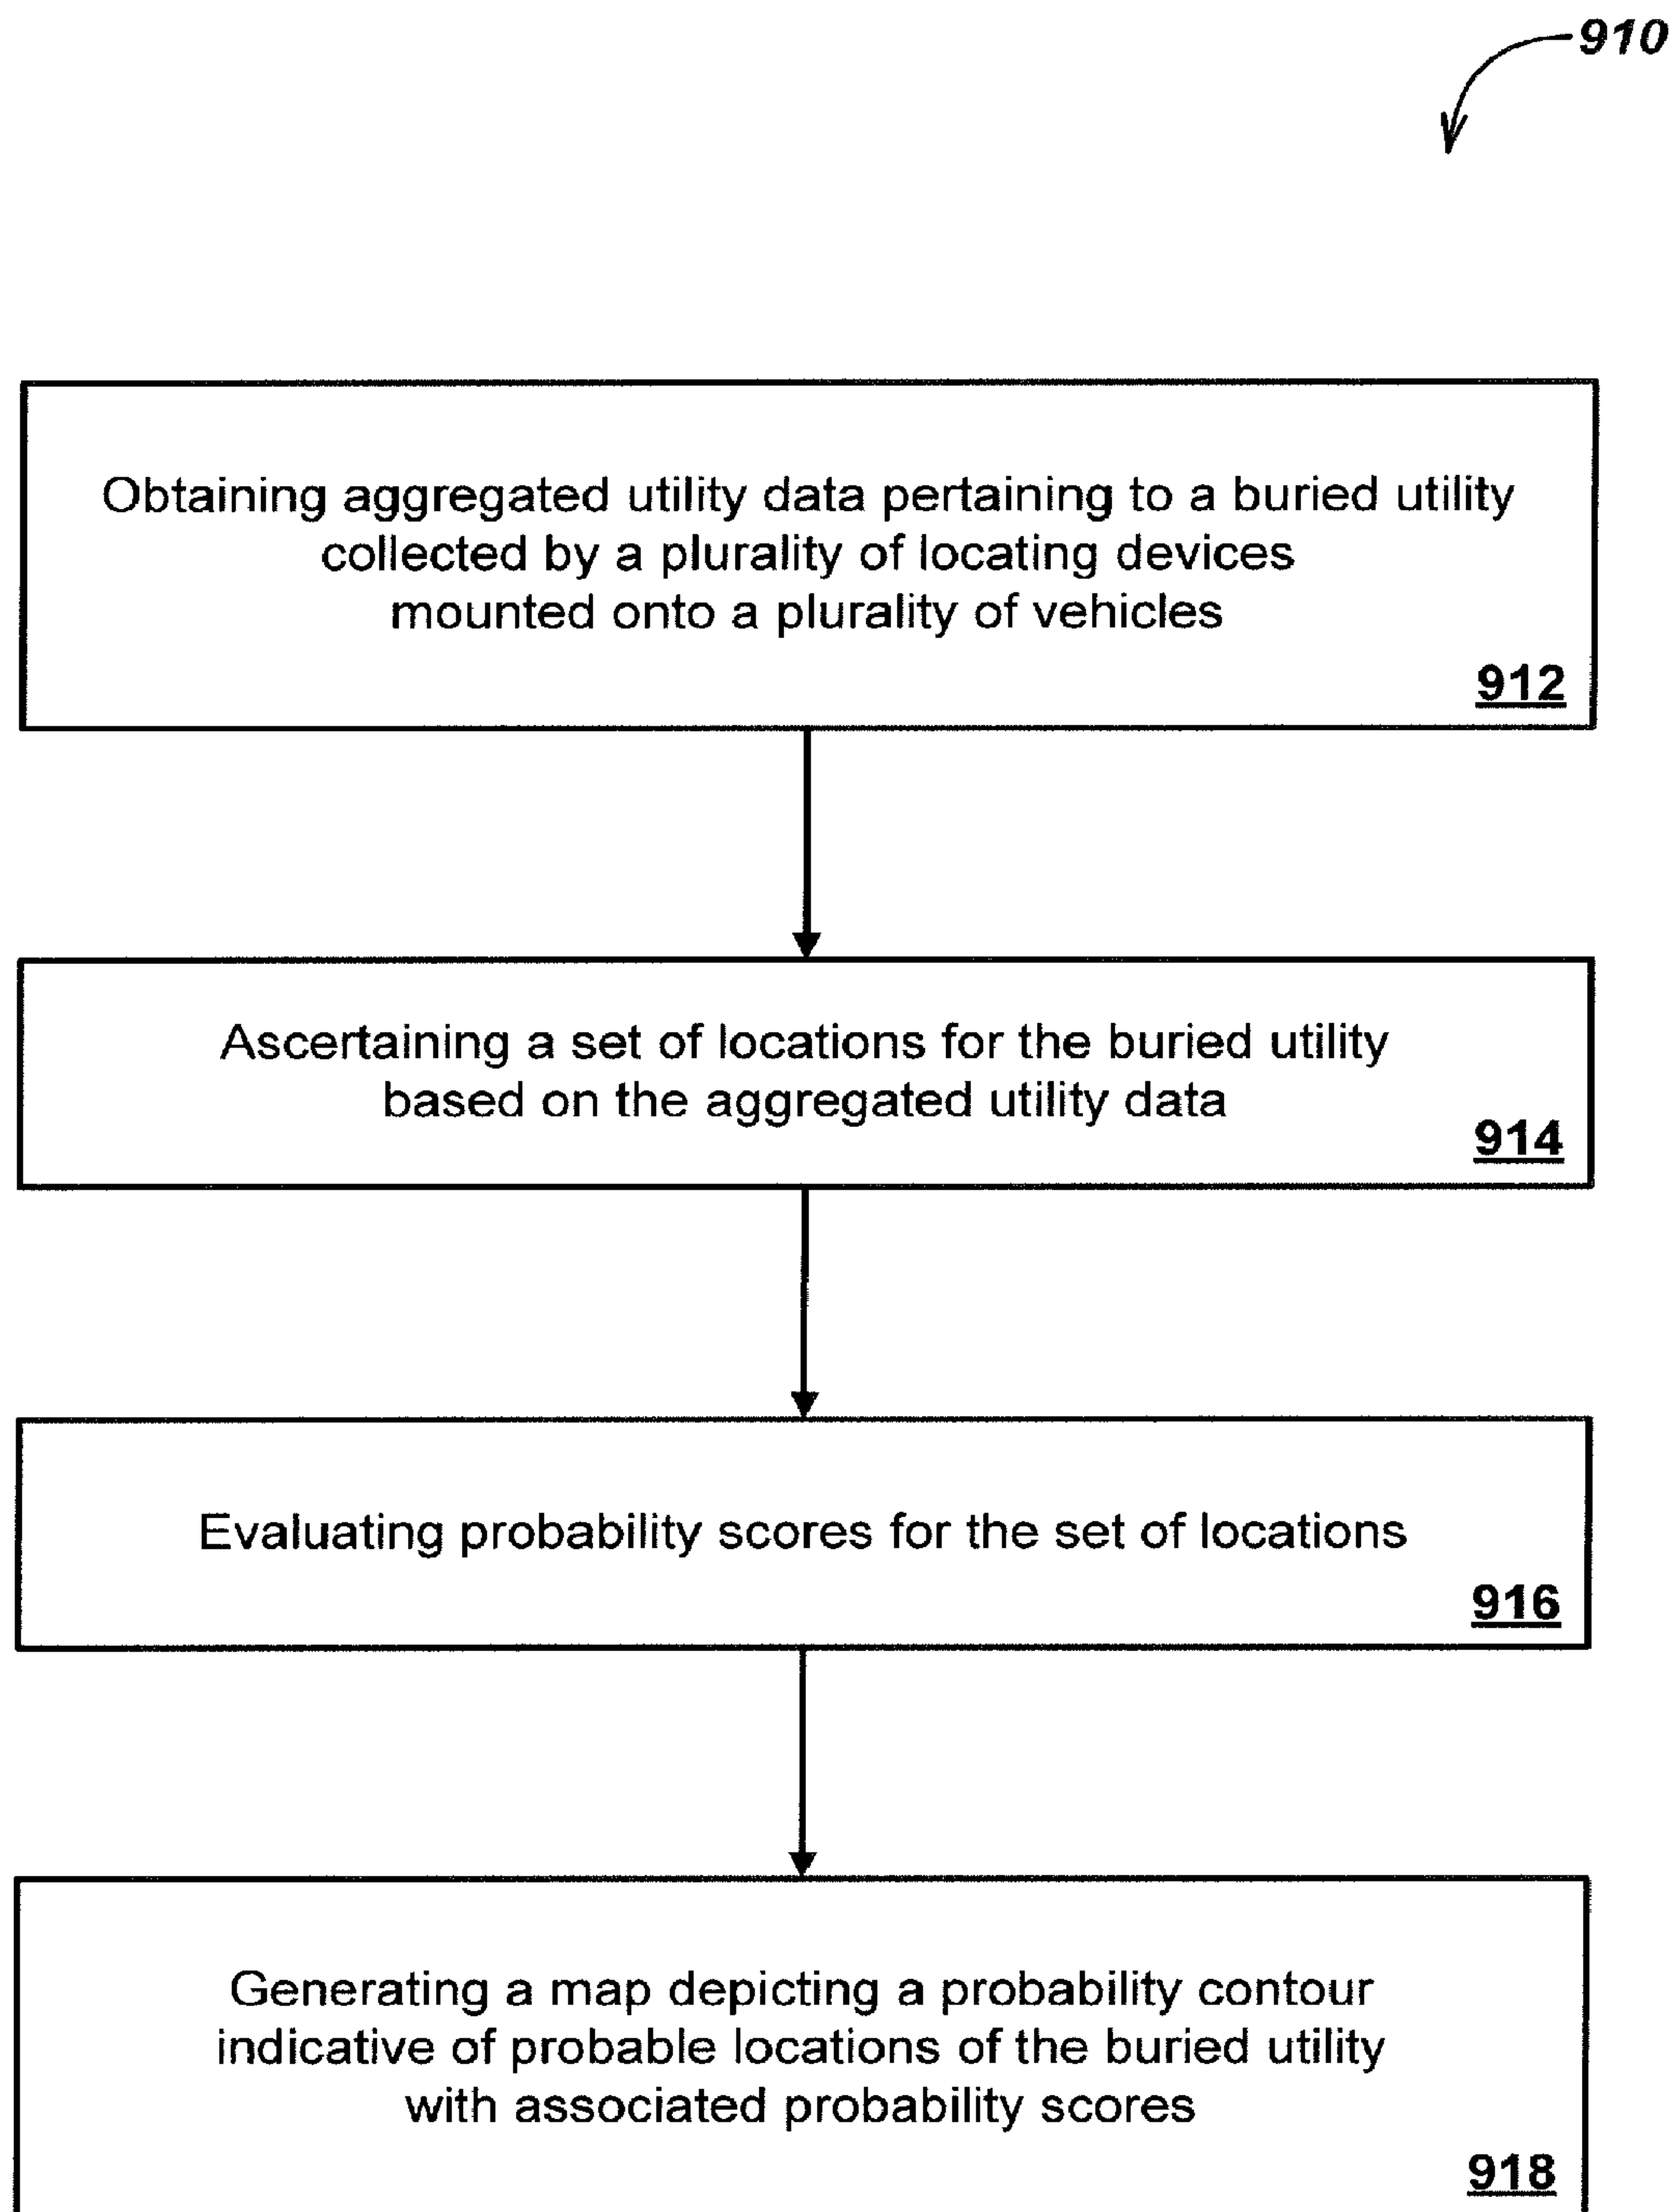 910
Obtaining aggregated utility data pertaining to a buried utility
collected by a plurality of locating devices
mounted onto a plurality of vehicles
912
Ascertaining a set of locations for the buried utility
based on the aggregated utility data
914
Evaluating probability scores for the set of locations
916
Generating a map depicting a probability contour
indicative of probable locations of the buried utility
with associated probability scores
918